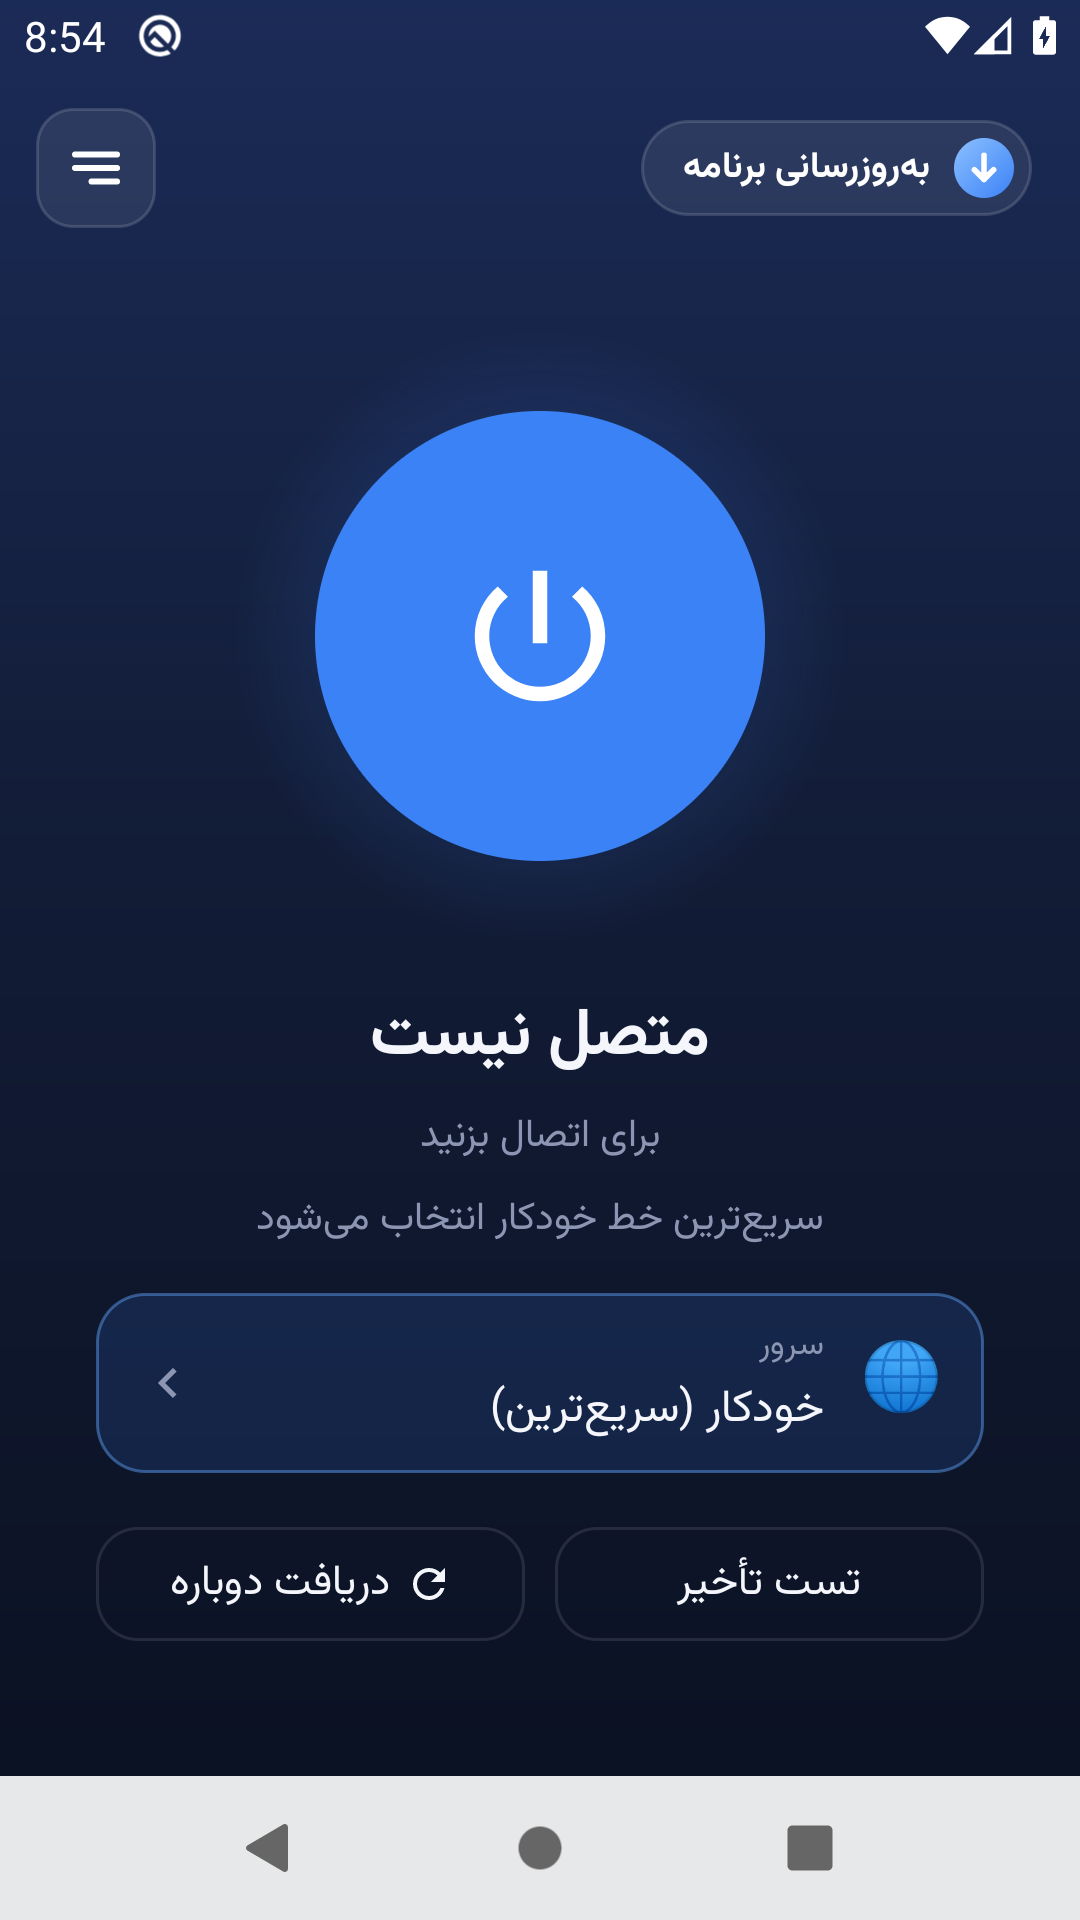 8:54
به‌روزرسانی برنامه
متصل نیست
برای اتصال بزنید
سریع‌ترین خط خودکار انتخاب می‌شود
سرور
خودکار (سریع‌ترین)
تست تأخیر
دریافت دوباره